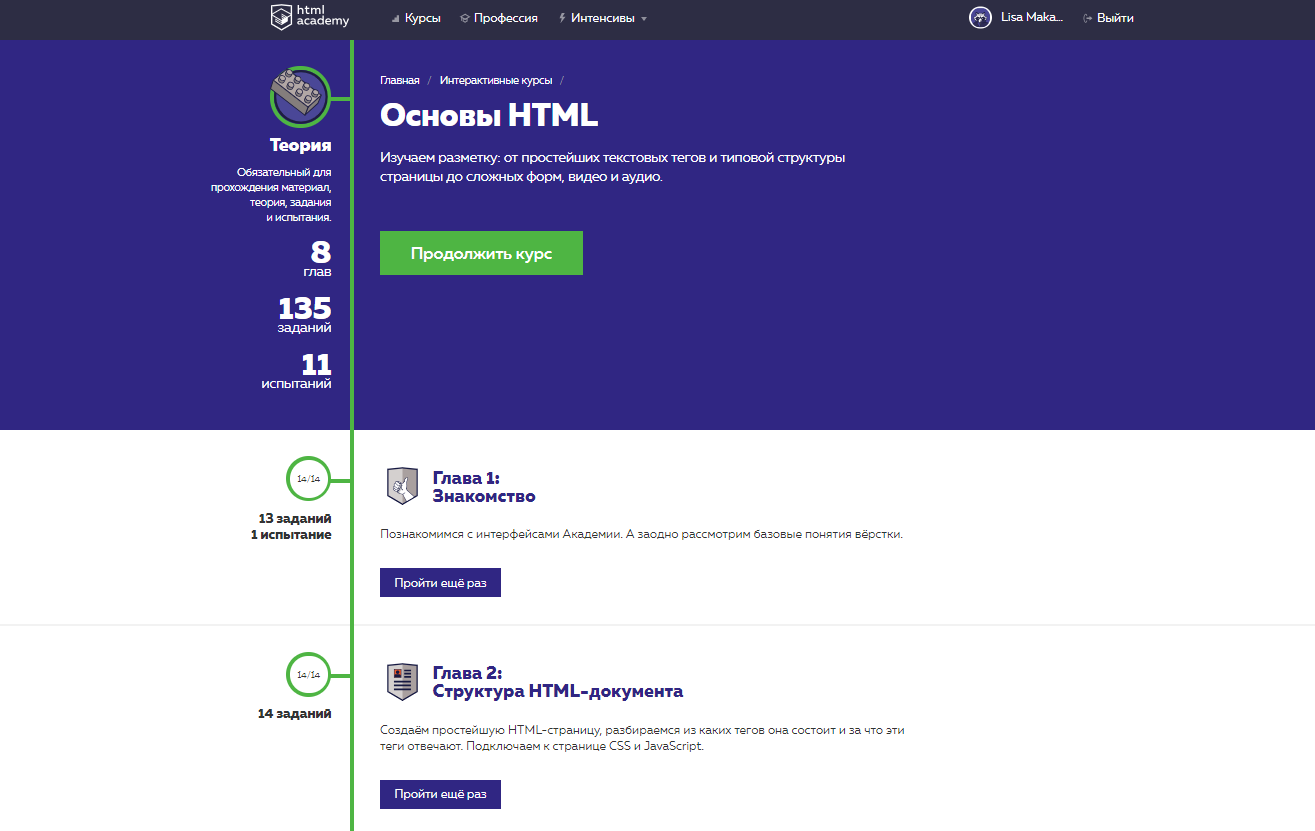 html
academy
Курсы
Профессия
Интенсивы
Lisa Maka...
Выйти
Главная / Интерактивные курсы /
Основы HTML
Изучаем разметку: от простейших текстовых тегов и типовой структуры
страницы до сложных форм, видео и аудио.
Продолжить курс
Теория
Обязательный для
прохождения материал,
теория, задания
и испытания.
8
глав
135
заданий
11
испытаний
14/14
13 заданий
1 испытание
Глава 1:
Знакомство
Познакомимся с интерфейсами Академии. А заодно рассмотрим базовые понятия вёрстки.
Пройти ещё раз
14/14
14 заданий
Глава 2:
Структура HTML-документа
Создаём простейшую HTML-страницу, разбираемся из каких тегов она состоит и за что эти
теги отвечают. Подключаем к странице CSS и JavaScript.
Пройти ещё раз